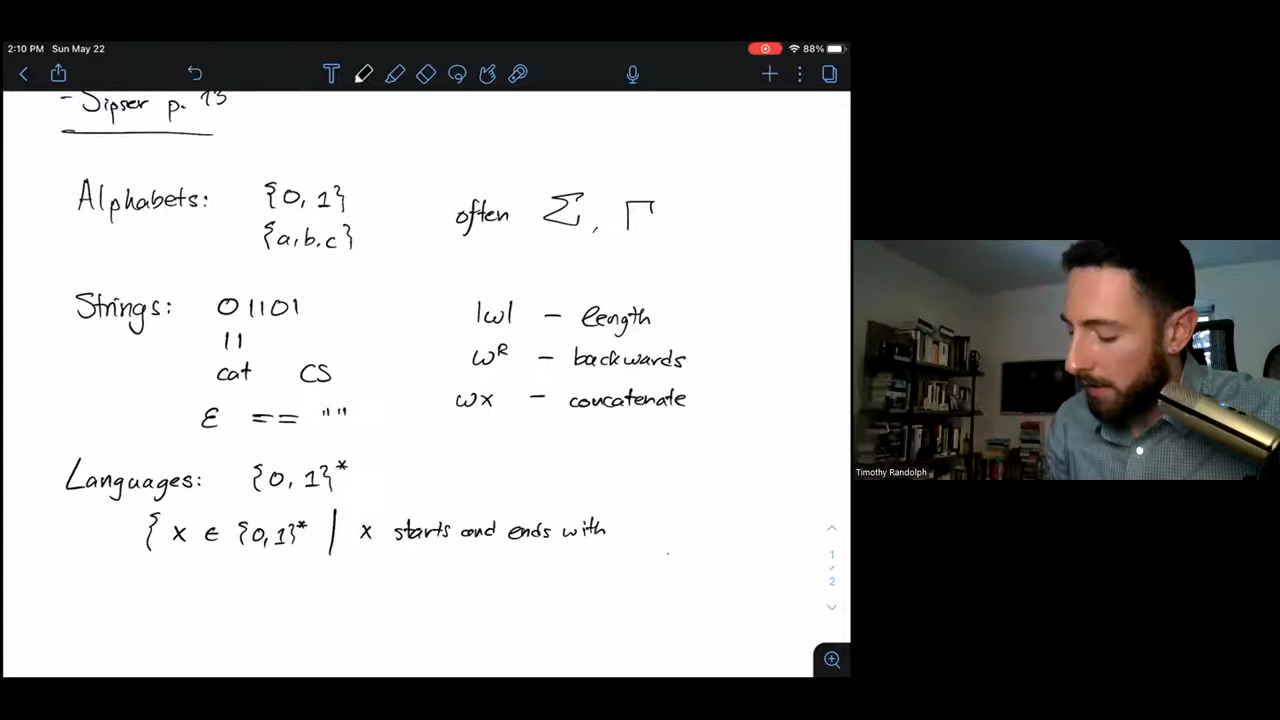 2:10 PM Sun May 22
88%
- Sipser p. 13
Alphabets: {0, 1} often Σ, Γ
{a,b,c}
Strings: 01101 |w| - length
11
cat CS w^R - backwards
ε == "" wx - concatenate
Languages: {0, 1}*
{ x ∈ {0,1}* | x starts and ends with
Timothy Randolph
1
/
2